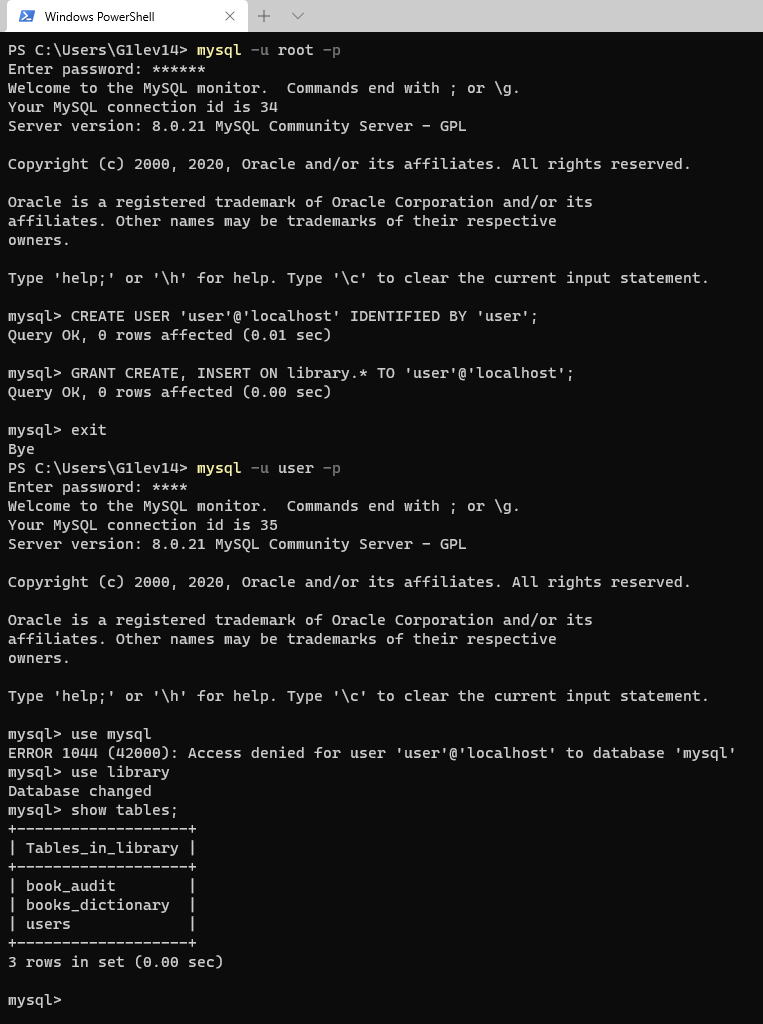 Windows PowerShell
PS C:\Users\G1lev14> mysql -u root -p
Enter password: ******
Welcome to the MySQL monitor.  Commands end with ; or \g.
Your MySQL connection id is 34
Server version: 8.0.21 MySQL Community Server - GPL

Copyright (c) 2000, 2020, Oracle and/or its affiliates. All rights reserved.

Oracle is a registered trademark of Oracle Corporation and/or its
affiliates. Other names may be trademarks of their respective
owners.

Type 'help;' or '\h' for help. Type '\c' to clear the current input statement.

mysql> CREATE USER 'user'@'localhost' IDENTIFIED BY 'user';
Query OK, 0 rows affected (0.01 sec)

mysql> GRANT CREATE, INSERT ON library.* TO 'user'@'localhost';
Query OK, 0 rows affected (0.00 sec)

mysql> exit
Bye
PS C:\Users\G1lev14> mysql -u user -p
Enter password: ****
Welcome to the MySQL monitor.  Commands end with ; or \g.
Your MySQL connection id is 35
Server version: 8.0.21 MySQL Community Server - GPL

Copyright (c) 2000, 2020, Oracle and/or its affiliates. All rights reserved.

Oracle is a registered trademark of Oracle Corporation and/or its
affiliates. Other names may be trademarks of their respective
owners.

Type 'help;' or '\h' for help. Type '\c' to clear the current input statement.

mysql> use mysql
ERROR 1044 (42000): Access denied for user 'user'@'localhost' to database 'mysql'
mysql> use library
Database changed
mysql> show tables;
+-------------------+
| Tables_in_library |
+-------------------+
| book_audit        |
| books_dictionary  |
| users             |
+-------------------+
3 rows in set (0.00 sec)

mysql>